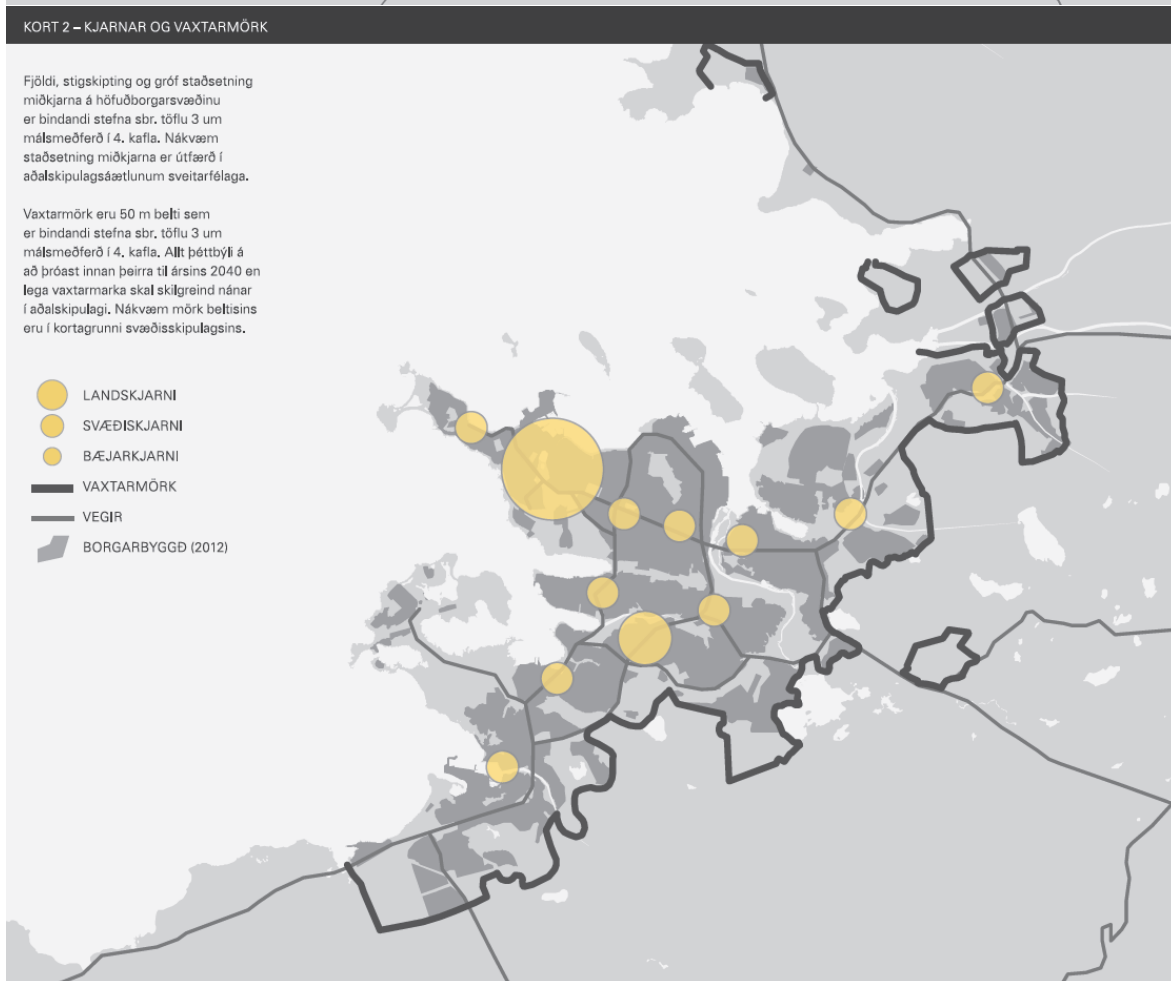 KORT 2 – KJARNAR OG VAXTARMÖRK
Fjöldi, stigskipting og gróf staðsetning
miðkjarna á höfuðborgarsvæðinu
er bindandi stefna sbr. töflu 3 um
málsmeðferð í 4. kafla. Nákvæm
staðsetning miðkjarna er útfærð í
aðalskipulagsáætlunum sveitarfélaga.
Vaxtarmörk eru 50 m belti sem
er bindandi stefna sbr. töflu 3 um
málsmeðferð í 4. kafla. Allt þéttbýli á
að þróast innan þeirra til ársins 2040 en
lega vaxtarmarka skal skilgreind nánar
í aðalskipulagi. Nákvæm mörk beltisins
eru í kortagrunni svæðisskipulagsins.
LANDSKJARNI
SVÆÐISKJARNI
BÆJARKJARNI
VAXTARMÖRK
VEGIR
BORGARBYGGÐ (2012)